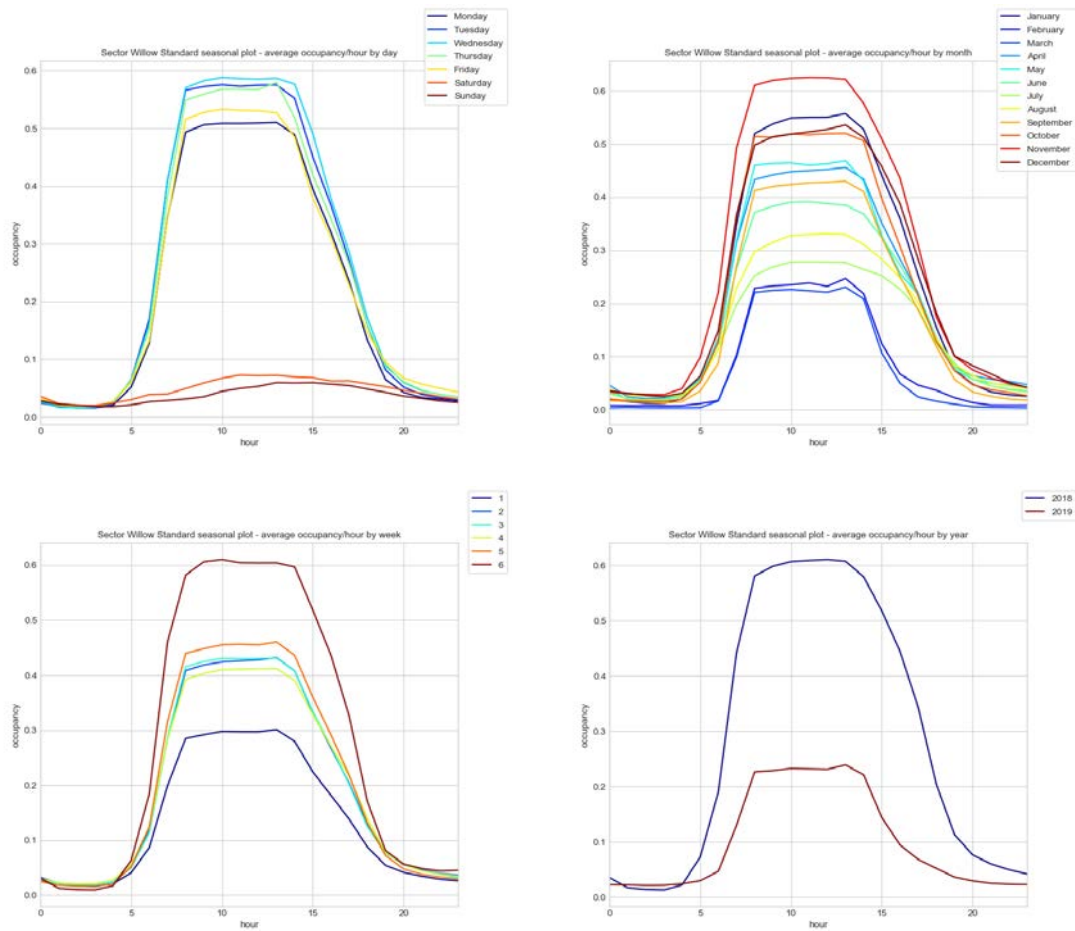 Monday
Tuesday
Wednesday
Thursday
Friday
Saturday
Sunday
Sector Willow Standard seasonal plot - average occupancy/hour by day
0.6
0.5
0.4
0.3
0.2
0.1
0.0
occupancy
0
5
10
15
20
hour
January
February
March
April
May
June
July
August
September
October
November
December
Sector Willow Standard seasonal plot - average occupancy/hour by month
0.6
0.5
0.4
0.3
0.2
0.1
0.0
occupancy
0
5
10
15
20
hour
1
2
3
4
5
6
Sector Willow Standard seasonal plot - average occupancy/hour by week
0.6
0.5
0.4
0.3
0.2
0.1
0.0
occupancy
0
5
10
15
20
hour
2018
2019
Sector Willow Standard seasonal plot - average occupancy/hour by year
0.6
0.5
0.4
0.3
0.2
0.1
0.0
occupancy
0
5
10
15
20
hour